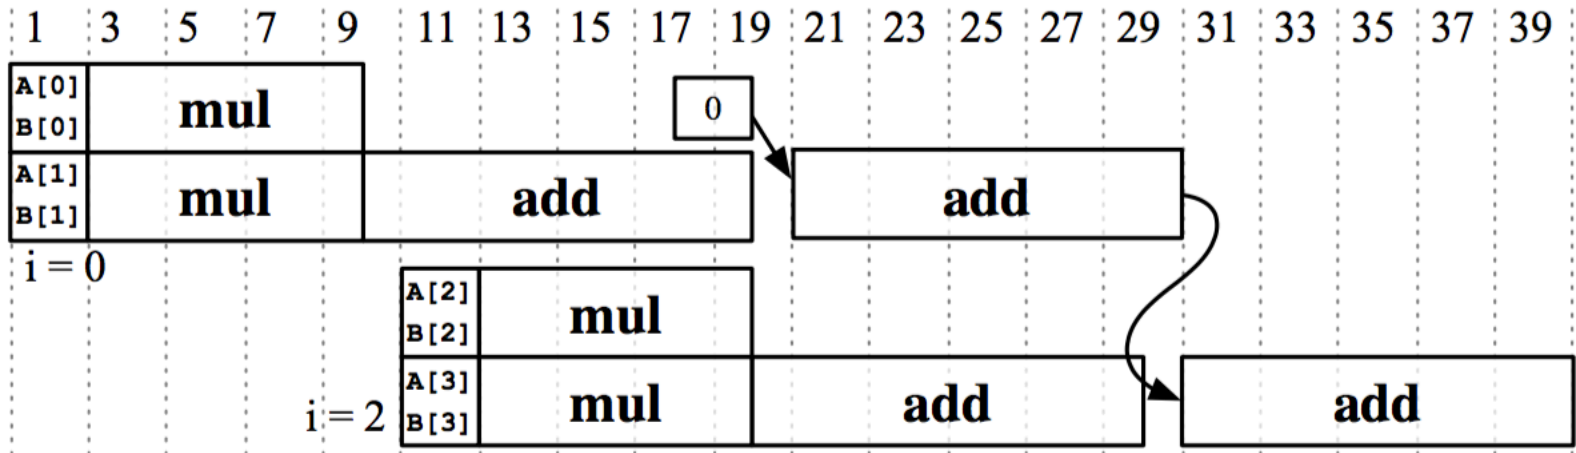 1 3 5 7 9 11 13 15 17 19 21 23 25 27 29 31 33 35 37 39
A[0]
B[0]
mul
0
A[1]
B[1]
mul
add
add
i = 0
A[2]
B[2]
mul
i = 2
A[3]
B[3]
mul
add
add